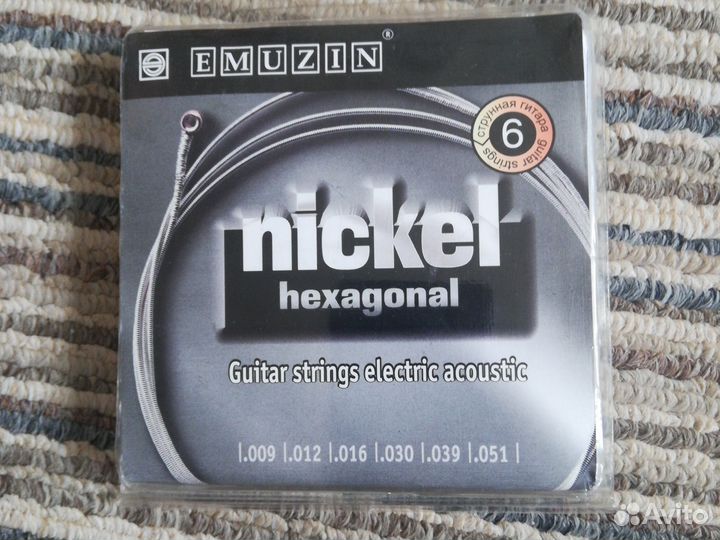 EMUZIN®
струнная гитара
6
guitar strings
nickel
hexagonal
Guitar strings electric acoustic
|.009 |.012 |.016 |.030 |.039 |.051 |
Avito